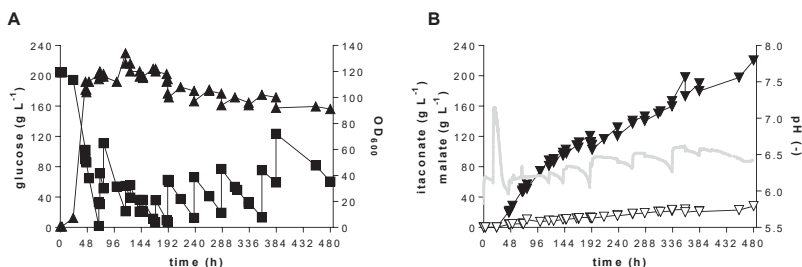 A
B
240
200
160
120
80
40
0
glucose (g L⁻¹)
140
120
100
80
60
40
20
0
OD₆₀₀
0 48 96 144 192 240 288 336 384 432 480
time (h)
240
200
160
120
80
40
0
itaconate (g L⁻¹)
malate (g L⁻¹)
8.0
7.5
7.0
6.5
6.0
5.5
pH (-)
0 48 96 144 192 240 288 336 384 432 480
time (h)